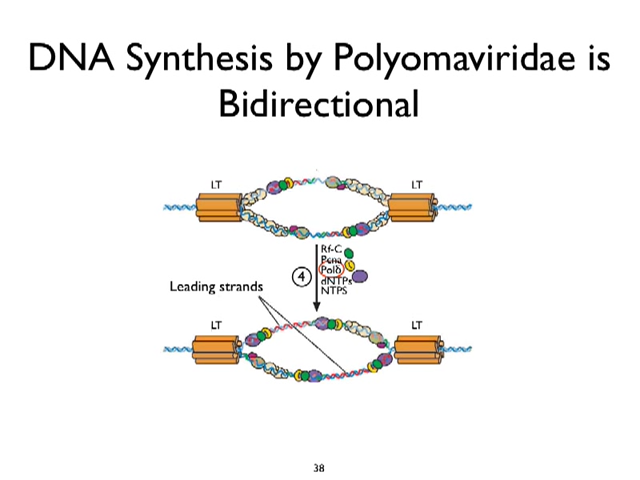 DNA Synthesis by Polyomaviridae is
Bidirectional
LT
LT
Rf-C
Pcna
Polδ
4
dNTPs
NTPS
Leading strands
LT
LT
38